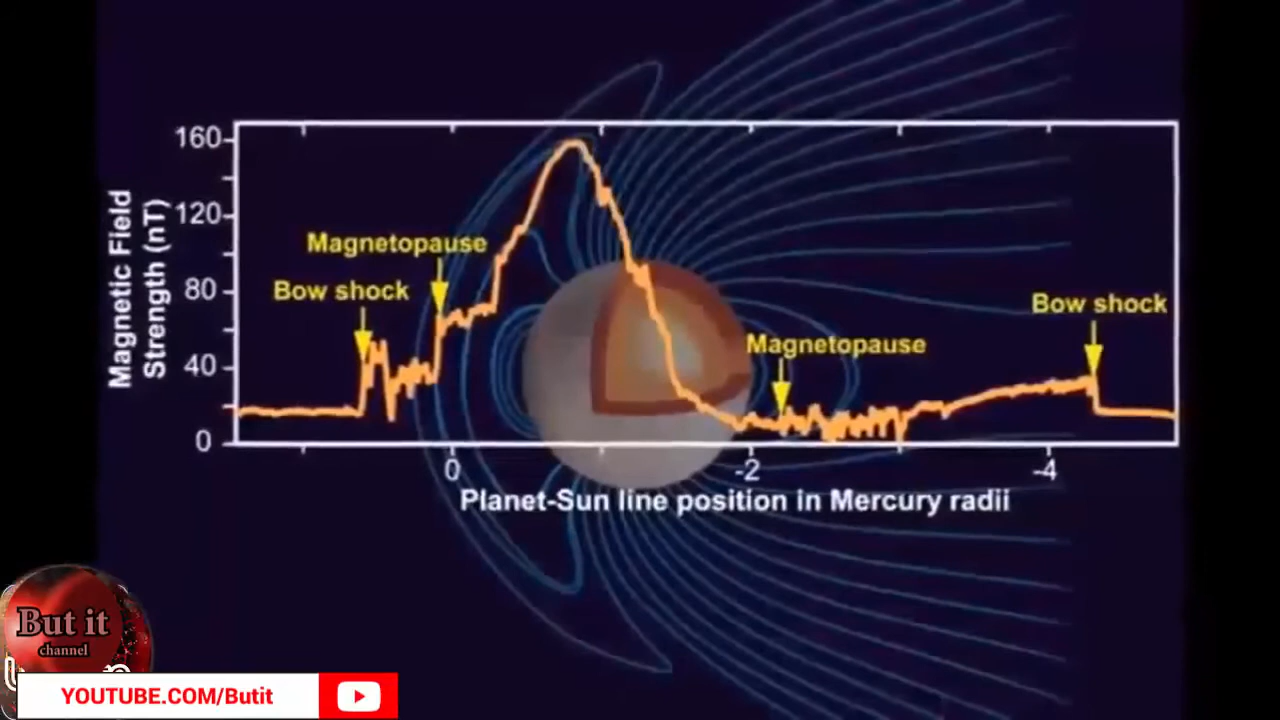 160
120
80
40
0
Magnetic Field
Strength (nT)
Magnetopause
Bow shock
Bow shock
Magnetopause
0
-2
-4
Planet-Sun line position in Mercury radii
But it
channel
YOUTUBE.COM/Butit